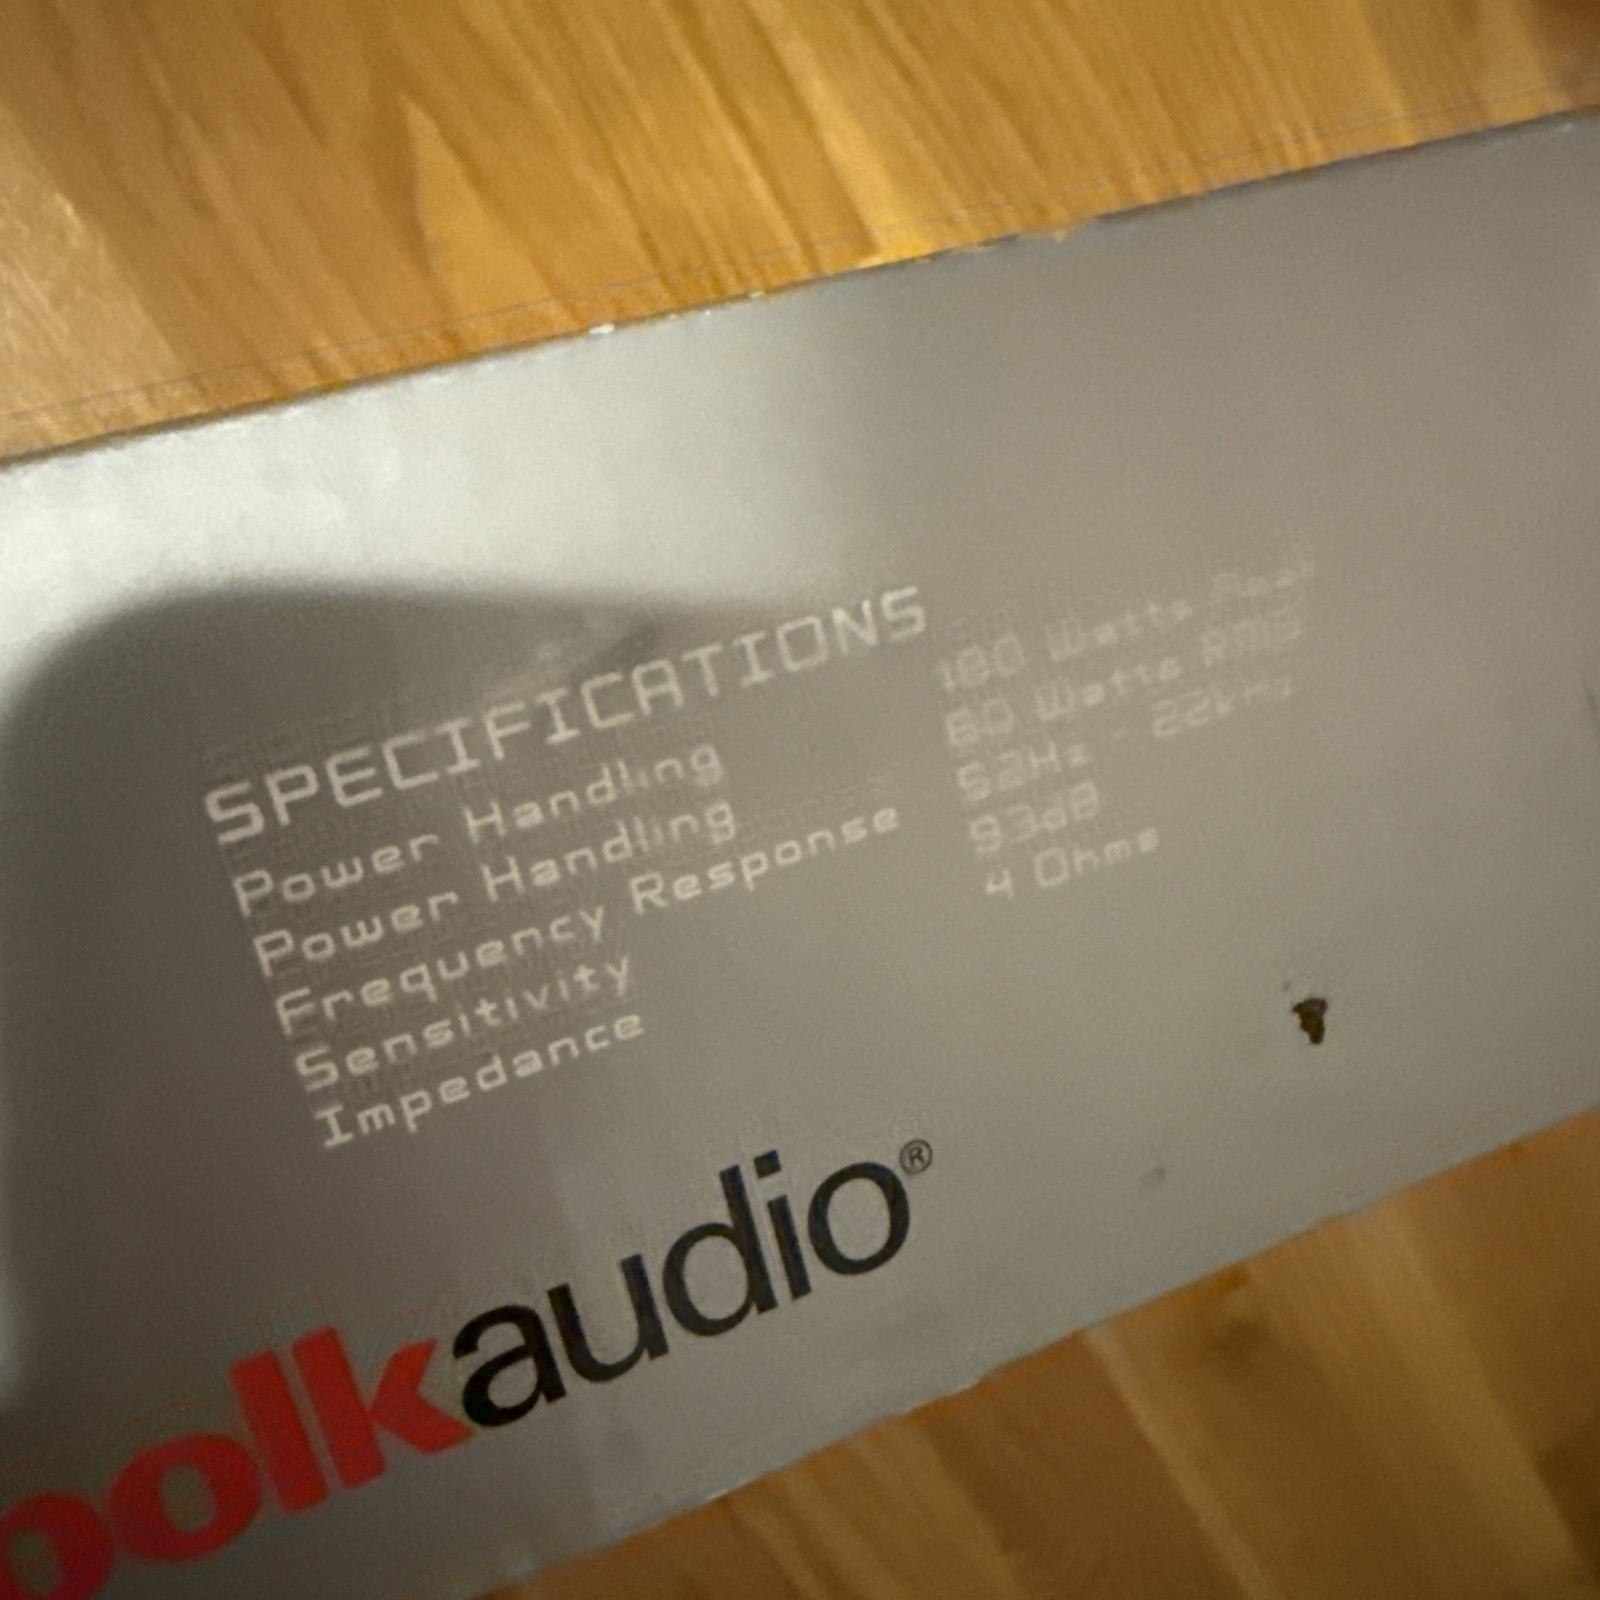 SPECIFICATIONS
Power Handling 180 Watts Peak
Power Handling 60 Watts RMS
Frequency Response - 22kHz
Sensitivity 93dB
Impedance 4 Ohms
polkaudio®